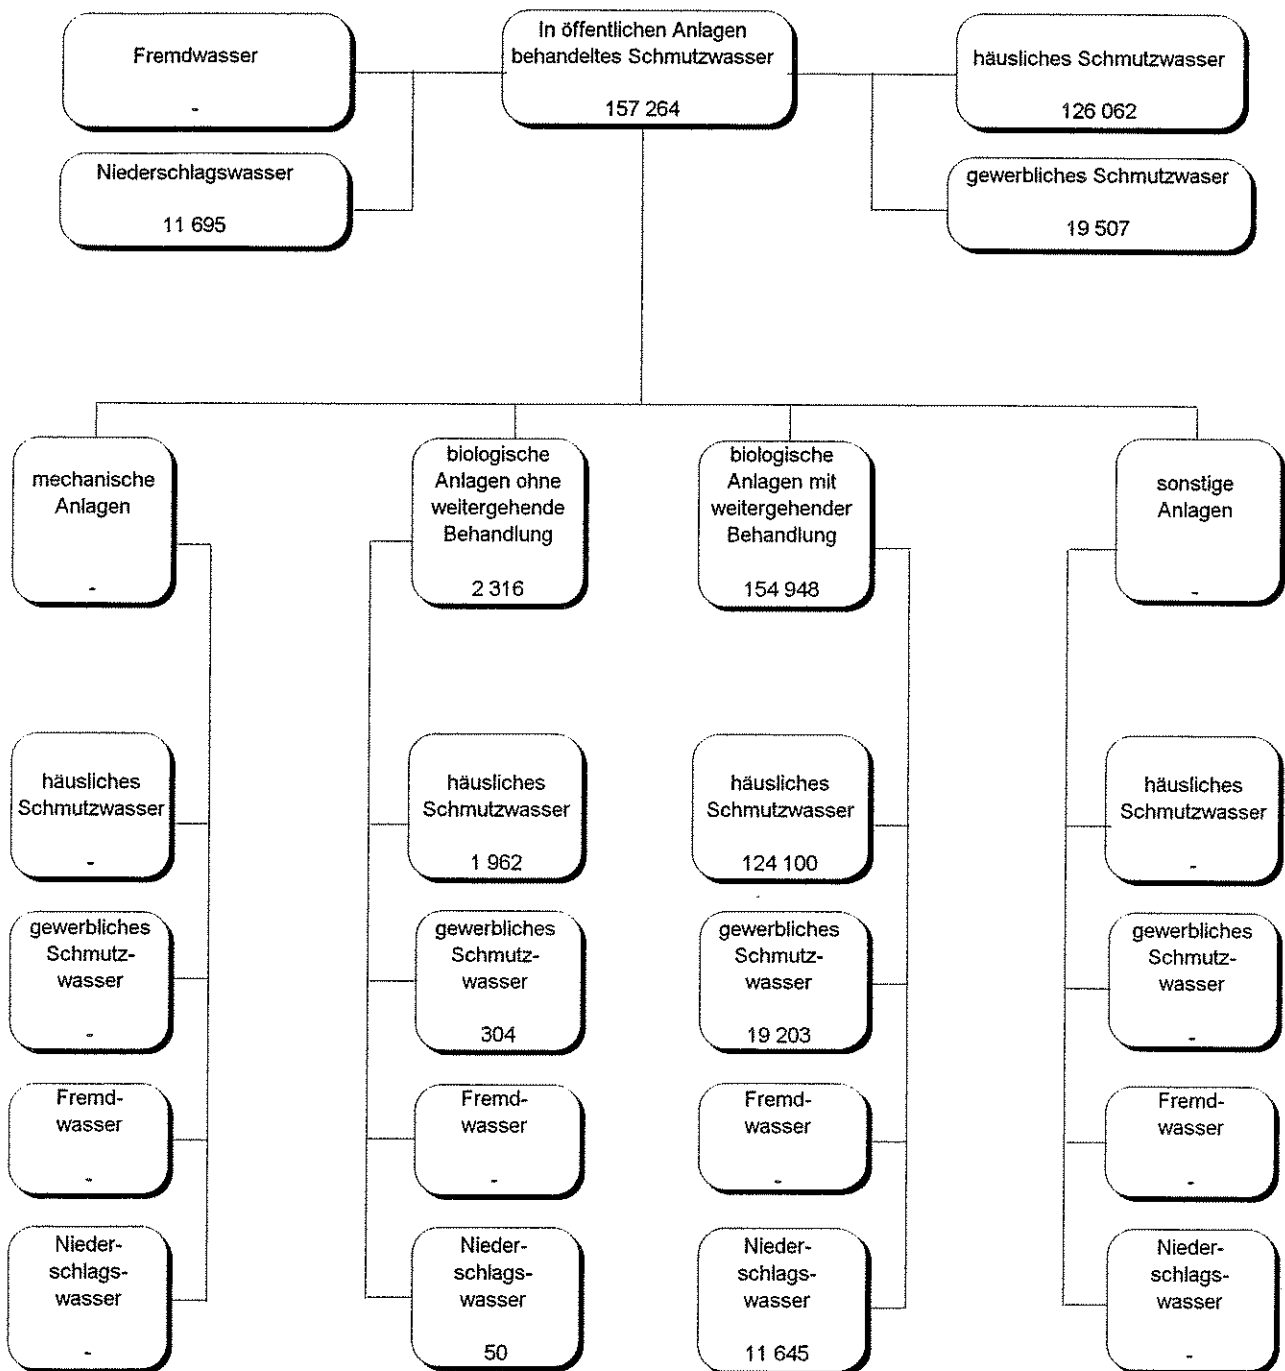 Fremdwasser
-
Niederschlagswasser
11 695
In öffentlichen Anlagen
behandeltes Schmutzwasser
157 264
häusliches Schmutzwasser
126 062
gewerbliches Schmutzwaser
19 507
mechanische
Anlagen
-
biologische
Anlagen ohne
weitergehende
Behandlung
2 316
biologische
Anlagen mit
weitergehender
Behandlung
154 948
sonstige
Anlagen
-
häusliches
Schmutzwasser
-
häusliches
Schmutzwasser
1 962
häusliches
Schmutzwasser
124 100
häusliches
Schmutzwasser
-
gewerbliches
Schmutz-
wasser
-
gewerbliches
Schmutz-
wasser
304
gewerbliches
Schmutz-
wasser
19 203
gewerbliches
Schmutz-
wasser
-
Fremd-
wasser
-
Fremd-
wasser
-
Fremd-
wasser
-
Fremd-
wasser
-
Nieder-
schlags-
wasser
-
Nieder-
schlags-
wasser
50
Nieder-
schlags-
wasser
11 645
Nieder-
schlags-
wasser
-